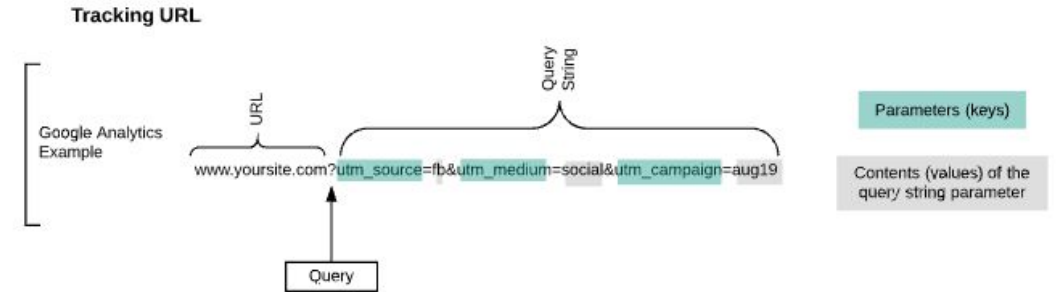 Tracking URL
Query
String
URL
Parameters (keys)
Google Analytics
Example
www.yoursite.com?utm_source=fb&utm_medium=social&utm_campaign=aug19
Contents (values) of the
query string parameter
Query